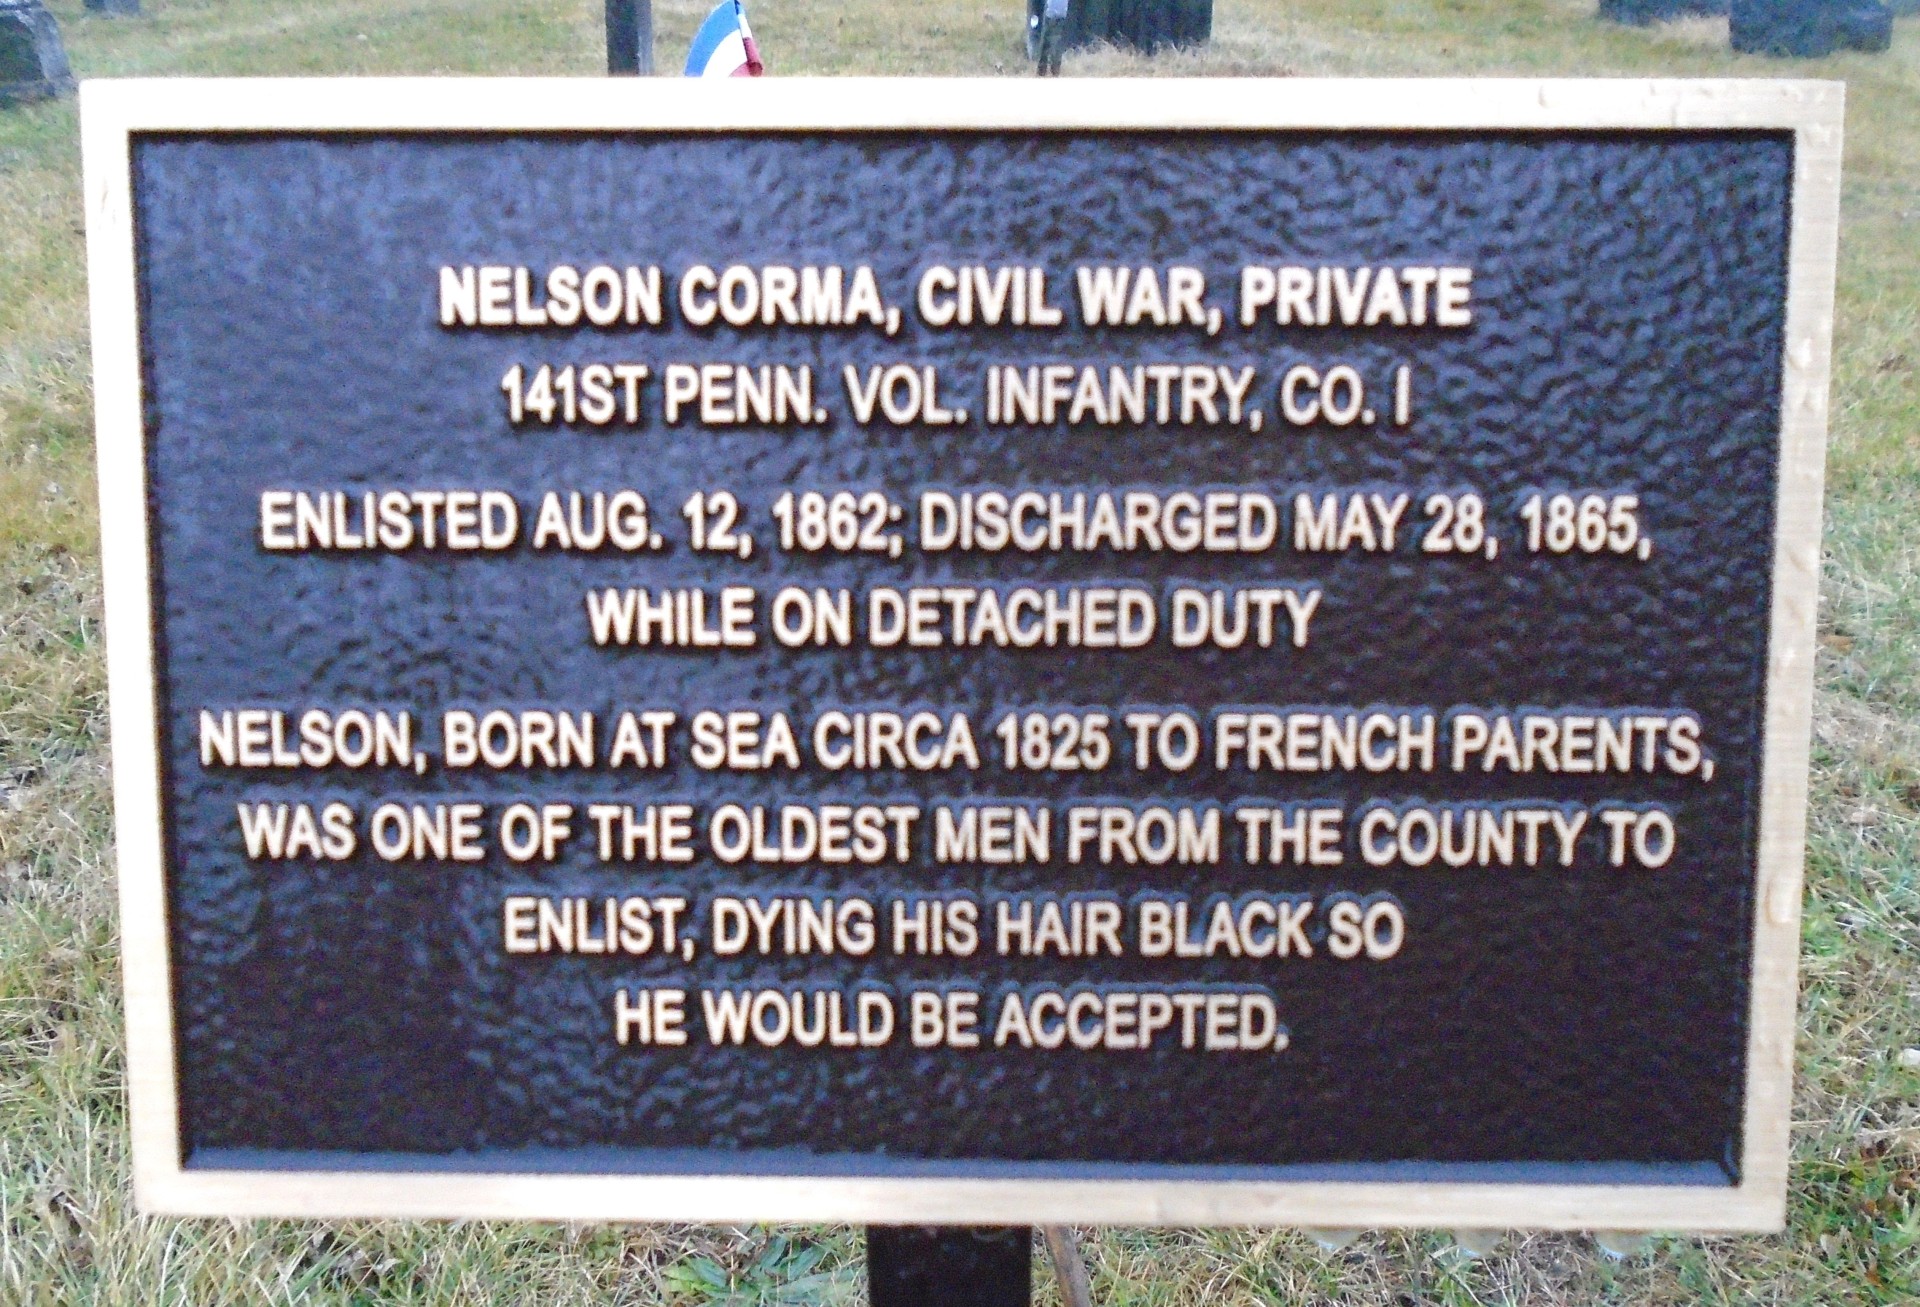 NELSON CORMA, CIVIL WAR, PRIVATE
141ST PENN. VOL. INFANTRY, CO. I
ENLISTED AUG. 12, 1862; DISCHARGED MAY 28, 1865,
WHILE ON DETACHED DUTY
NELSON, BORN AT SEA CIRCA 1825 TO FRENCH PARENTS,
WAS ONE OF THE OLDEST MEN FROM THE COUNTY TO
ENLIST, DYING HIS HAIR BLACK SO
HE WOULD BE ACCEPTED.